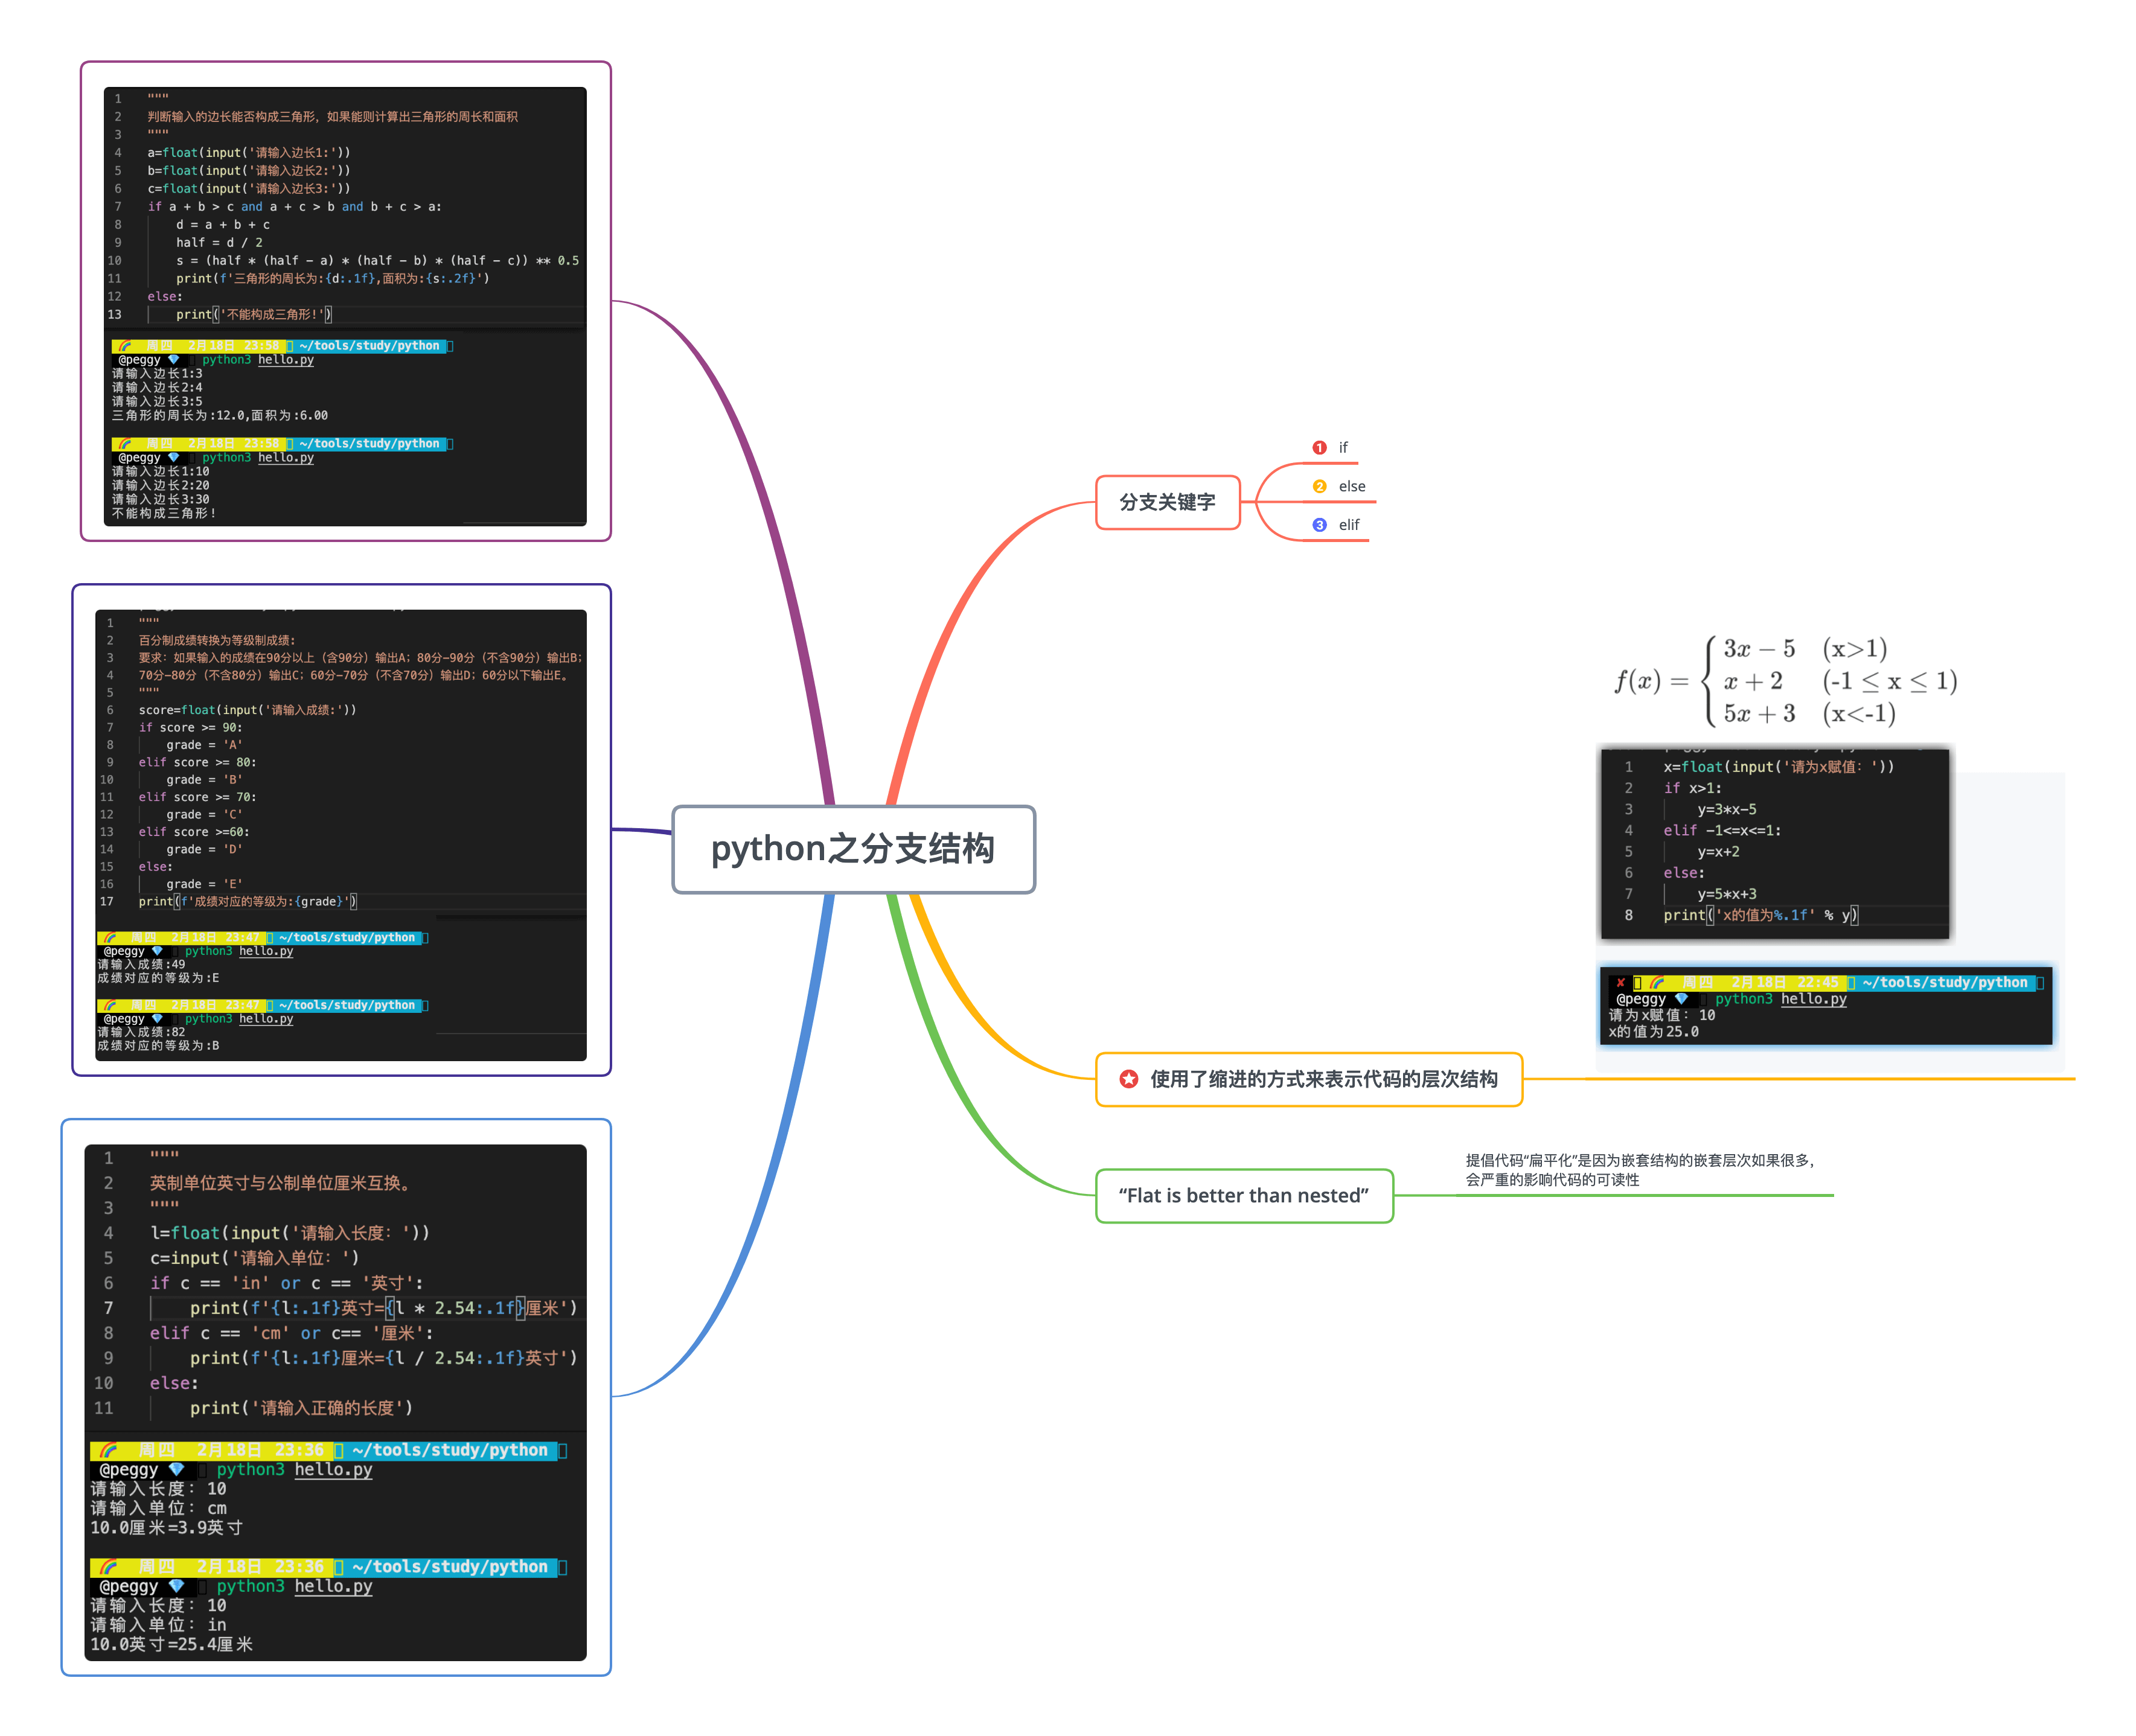 python之分支结构
分支关键字
1 if
2 else
3 elif
f(x) = { 3x − 5 (x>1)
x + 2 (-1 ≤ x ≤ 1)
5x + 3 (x<-1)
1 x=float(input('请为x赋值：'))
2 if x>1:
3     y=3*x-5
4 elif -1<=x<=1:
5     y=x+2
6 else:
7     y=5*x+3
8 print('x的值为%.1f' % y)
✘ 周四 2月18日 22:45 ~/tools/study/python
@peggy python3 hello.py
请为x赋值：10
x的值为25.0
使用了缩进的方式来表示代码的层次结构
“Flat is better than nested”
提倡代码“扁平化”是因为嵌套结构的嵌套层次如果很多，
会严重的影响代码的可读性
1 """
2 判断输入的边长能否构成三角形，如果能则计算出三角形的周长和面积
3 """
4 a=float(input('请输入边长1:'))
5 b=float(input('请输入边长2:'))
6 c=float(input('请输入边长3:'))
7 if a + b > c and a + c > b and b + c > a:
8     d = a + b + c
9     half = d / 2
10     s = (half * (half - a) * (half - b) * (half - c)) ** 0.5
11     print(f'三角形的周长为:{d:.1f},面积为:{s:.2f}')
12 else:
13     print('不能构成三角形!')
周四 2月18日 23:58 ~/tools/study/python
@peggy python3 hello.py
请输入边长1:3
请输入边长2:4
请输入边长3:5
三角形的周长为:12.0,面积为:6.00
周四 2月18日 23:58 ~/tools/study/python
@peggy python3 hello.py
请输入边长1:10
请输入边长2:20
请输入边长3:30
不能构成三角形!
1 """
2 百分制成绩转换为等级制成绩:
3 要求：如果输入的成绩在90分以上（含90分）输出A；80分-90分（不含90分）输出B；
4 70分-80分（不含80分）输出C；60分-70分（不含70分）输出D；60分以下输出E。
5 """
6 score=float(input('请输入成绩:'))
7 if score >= 90:
8     grade = 'A'
9 elif score >= 80:
10     grade = 'B'
11 elif score >= 70:
12     grade = 'C'
13 elif score >=60:
14     grade = 'D'
15 else:
16     grade = 'E'
17 print(f'成绩对应的等级为:{grade}')
周四 2月18日 23:47 ~/tools/study/python
@peggy python3 hello.py
请输入成绩:49
成绩对应的等级为:E
周四 2月18日 23:47 ~/tools/study/python
@peggy python3 hello.py
请输入成绩:82
成绩对应的等级为:B
1 """
2 英制单位英寸与公制单位厘米互换。
3 """
4 l=float(input('请输入长度：'))
5 c=input('请输入单位：')
6 if c == 'in' or c == '英寸':
7     print(f'{l:.1f}英寸={l * 2.54:.1f}厘米')
8 elif c == 'cm' or c== '厘米':
9     print(f'{l:.1f}厘米={l / 2.54:.1f}英寸')
10 else:
11     print('请输入正确的长度')
周四 2月18日 23:36 ~/tools/study/python
@peggy python3 hello.py
请输入长度：10
请输入单位：cm
10.0厘米=3.9英寸
周四 2月18日 23:36 ~/tools/study/python
@peggy python3 hello.py
请输入长度：10
请输入单位：in
10.0英寸=25.4厘米